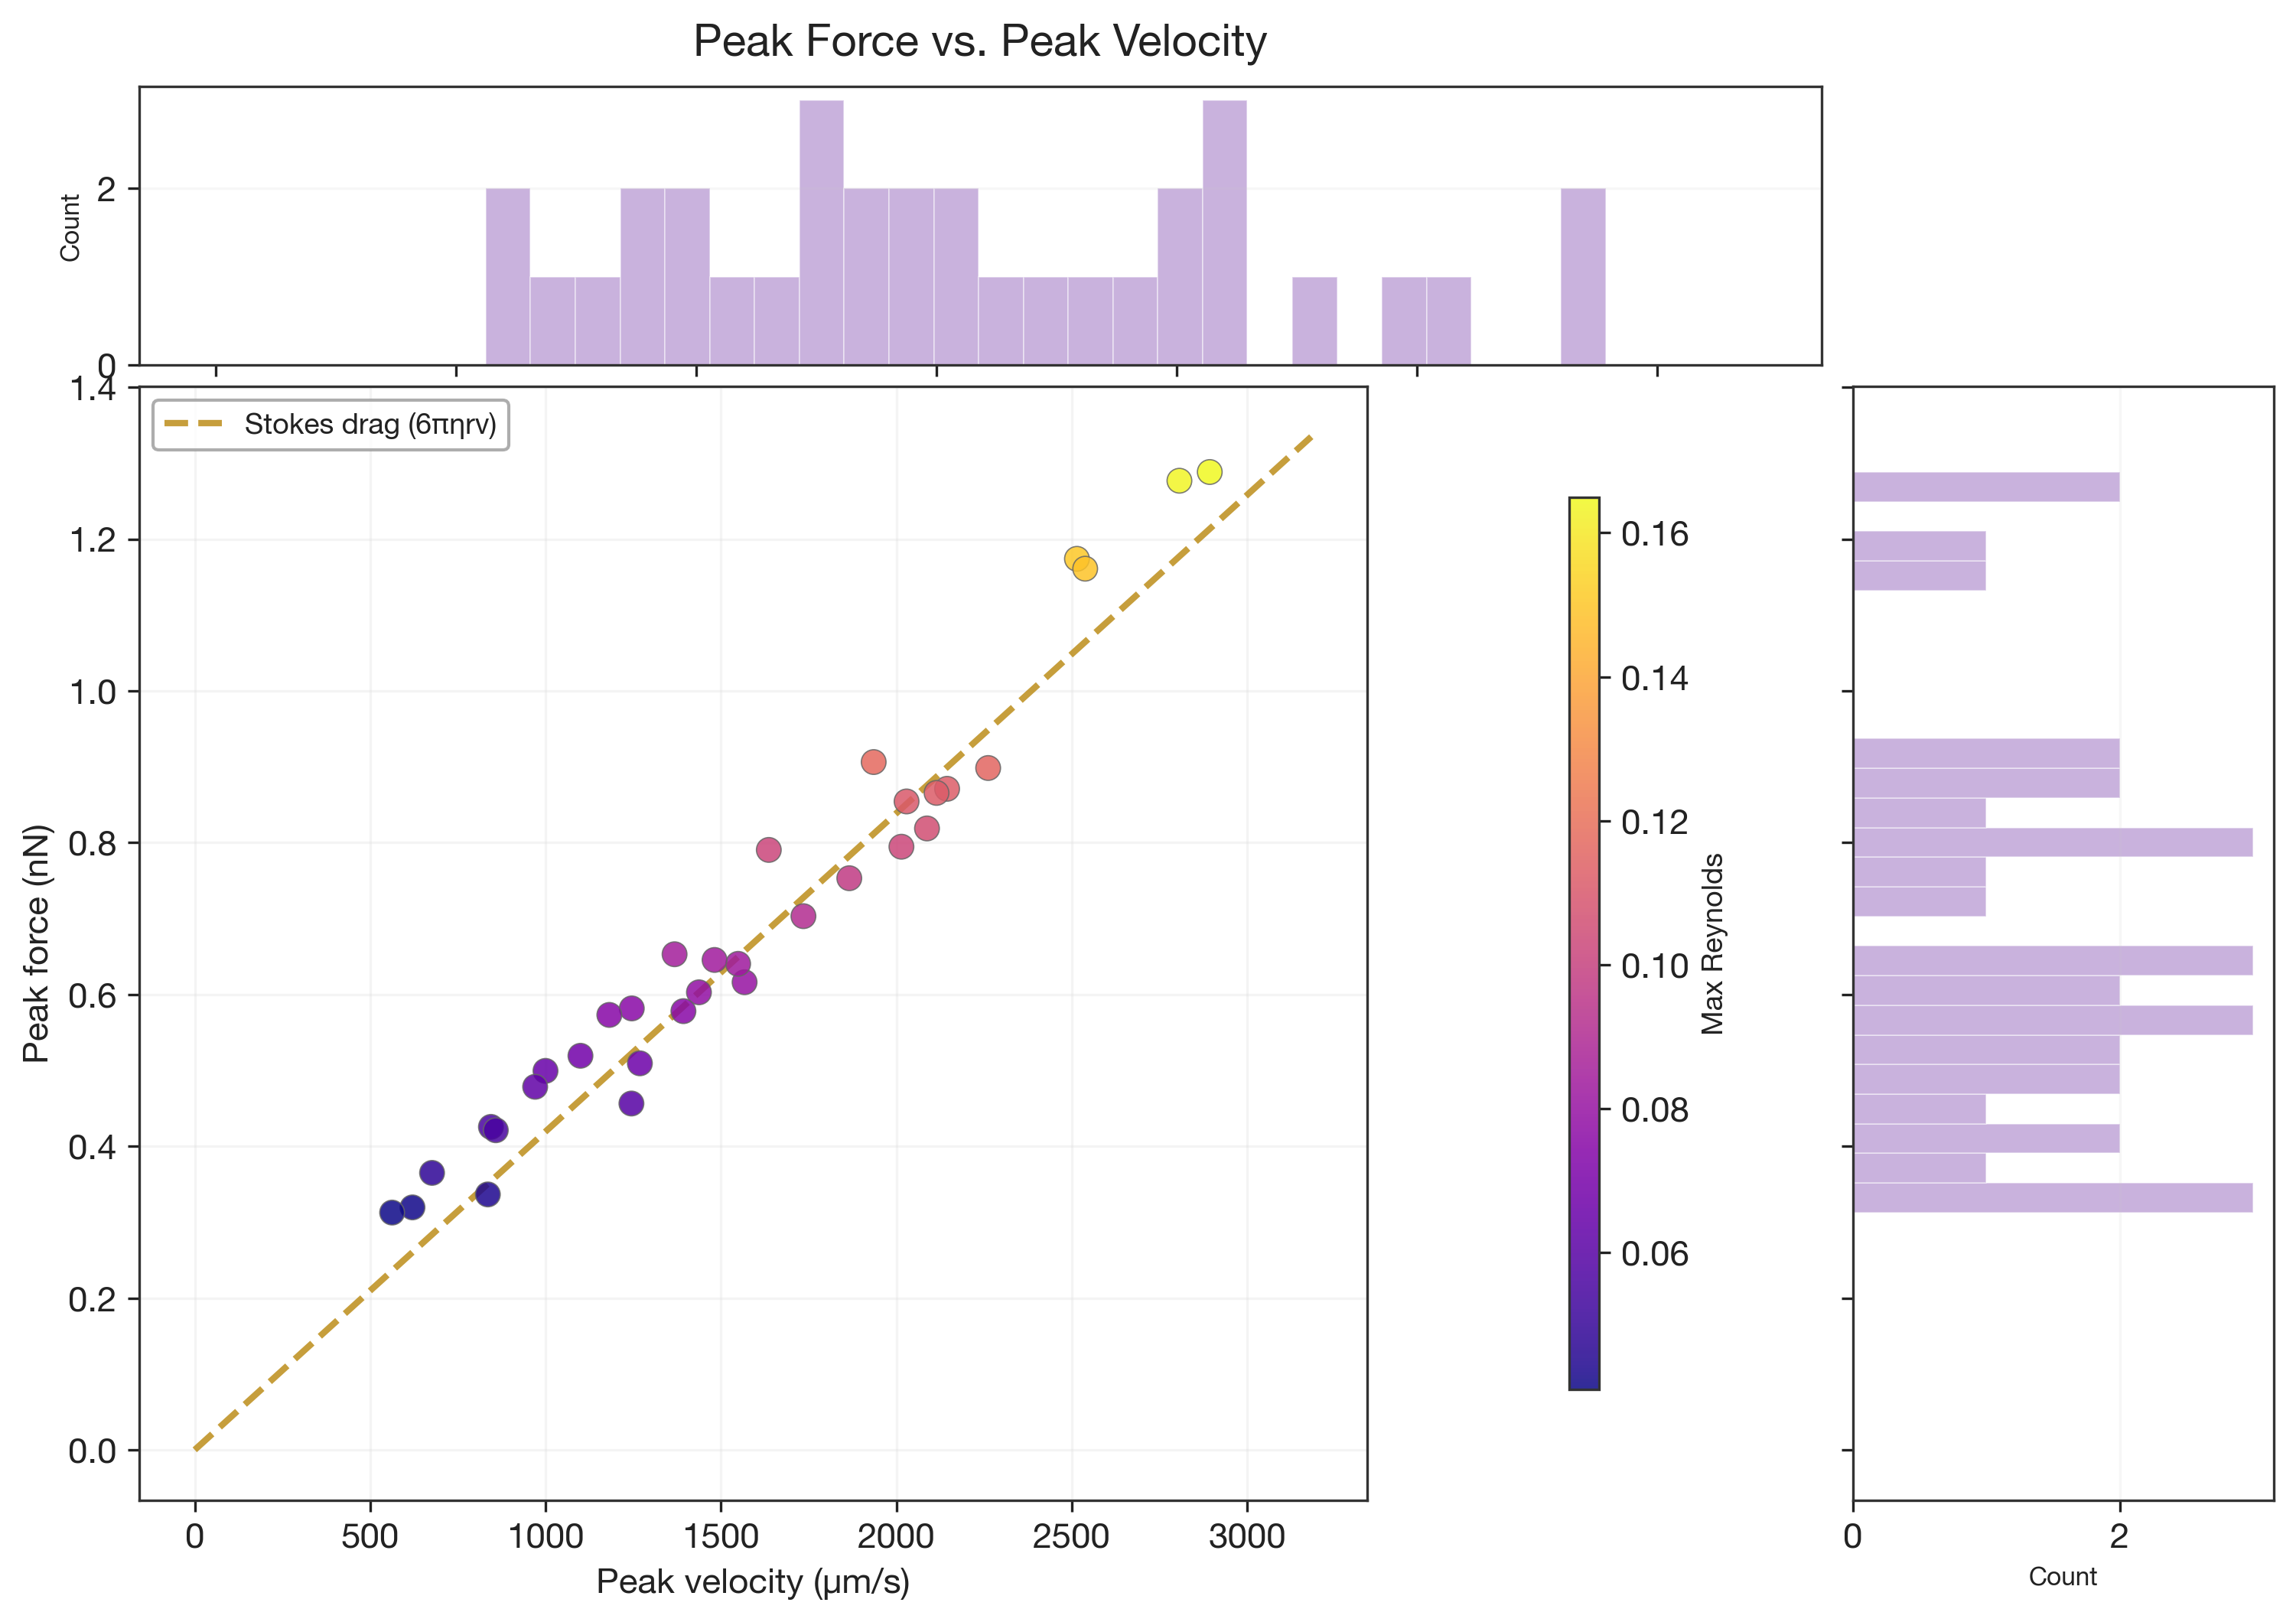 Peak Force vs. Peak Velocity
Count
2
0
1.4
1.2
1.0
0.8
0.6
0.4
0.2
0.0
Peak force (nN)
Stokes drag (6πηrv)
0 500 1000 1500 2000 2500 3000
Peak velocity (μm/s)
0.16
0.14
0.12
0.10
0.08
0.06
Max Reynolds
0 2
Count